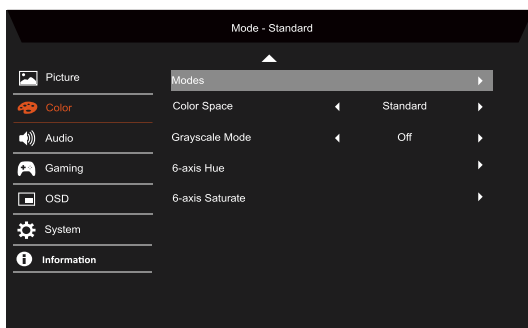 Mode - Standard
Picture
Color
Audio
Gaming
OSD
System
Information
Modes
Color Space Standard
Grayscale Mode Off
6-axis Hue
6-axis Saturate